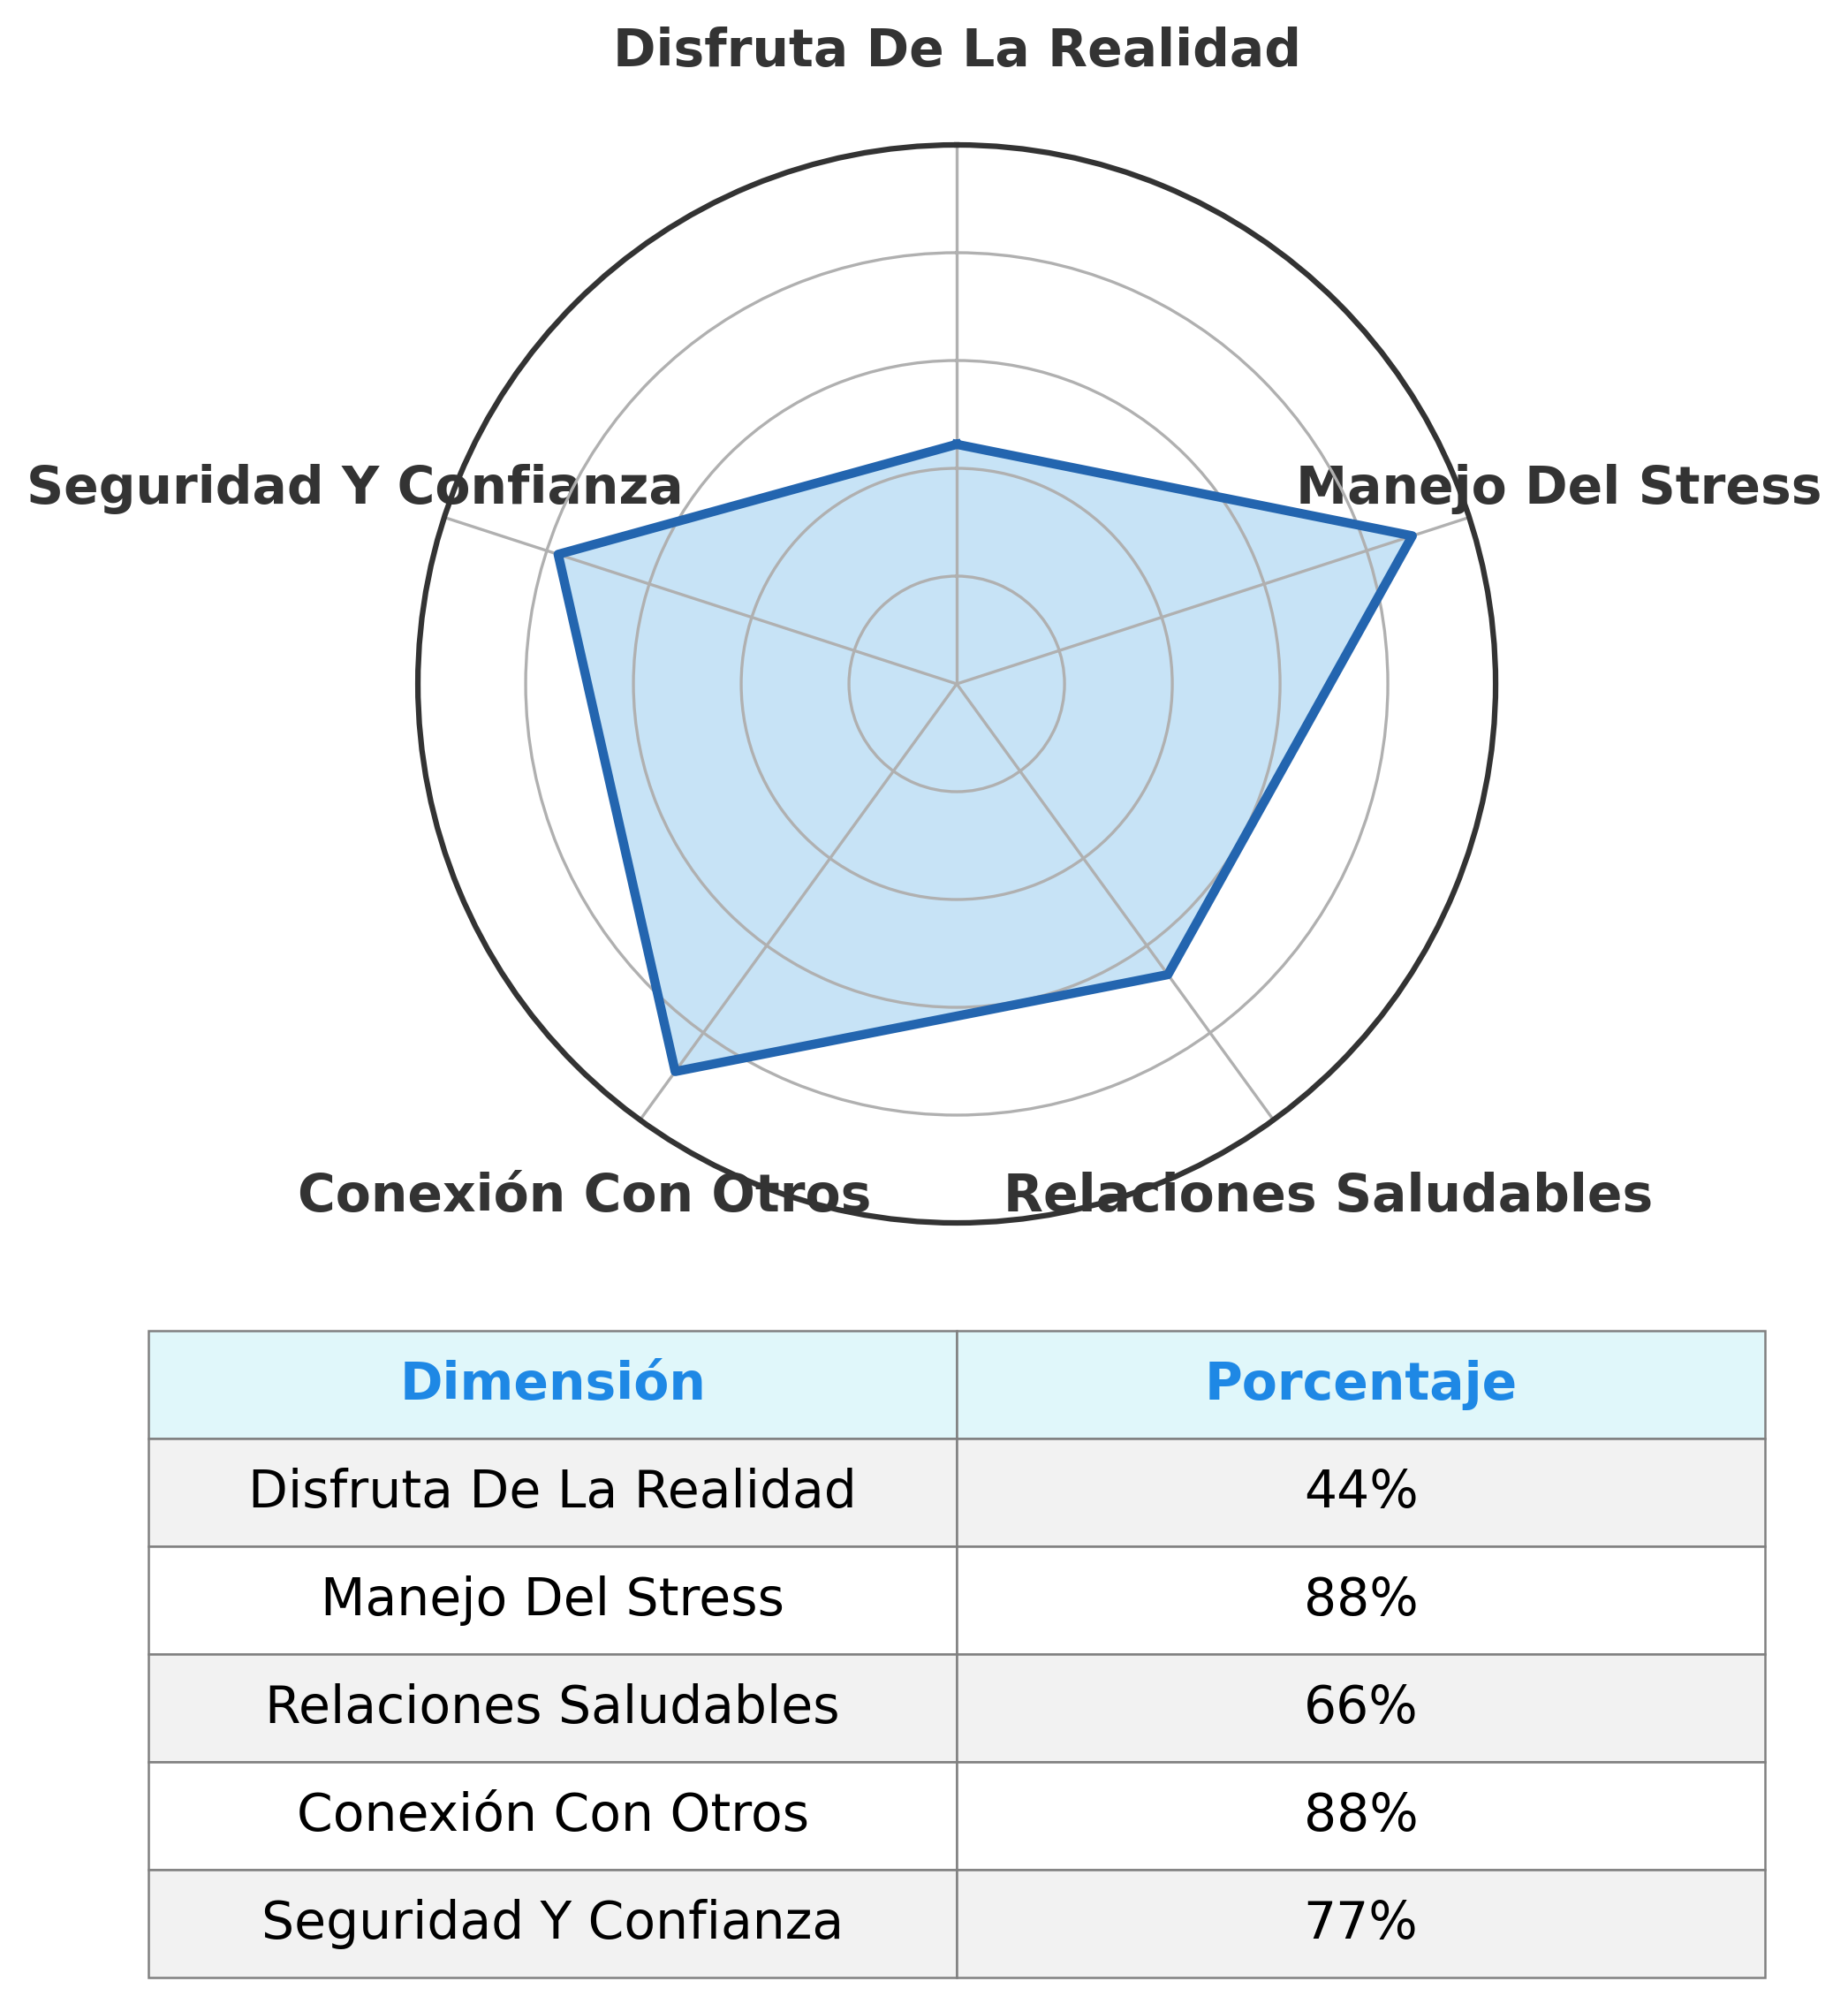 Disfruta De La Realidad
Seguridad Y Confianza
Manejo Del Stress
Conexión Con Otros
Relaciones Saludables
Dimensión Porcentaje
Disfruta De La Realidad 44%
Manejo Del Stress 88%
Relaciones Saludables 66%
Conexión Con Otros 88%
Seguridad Y Confianza 77%